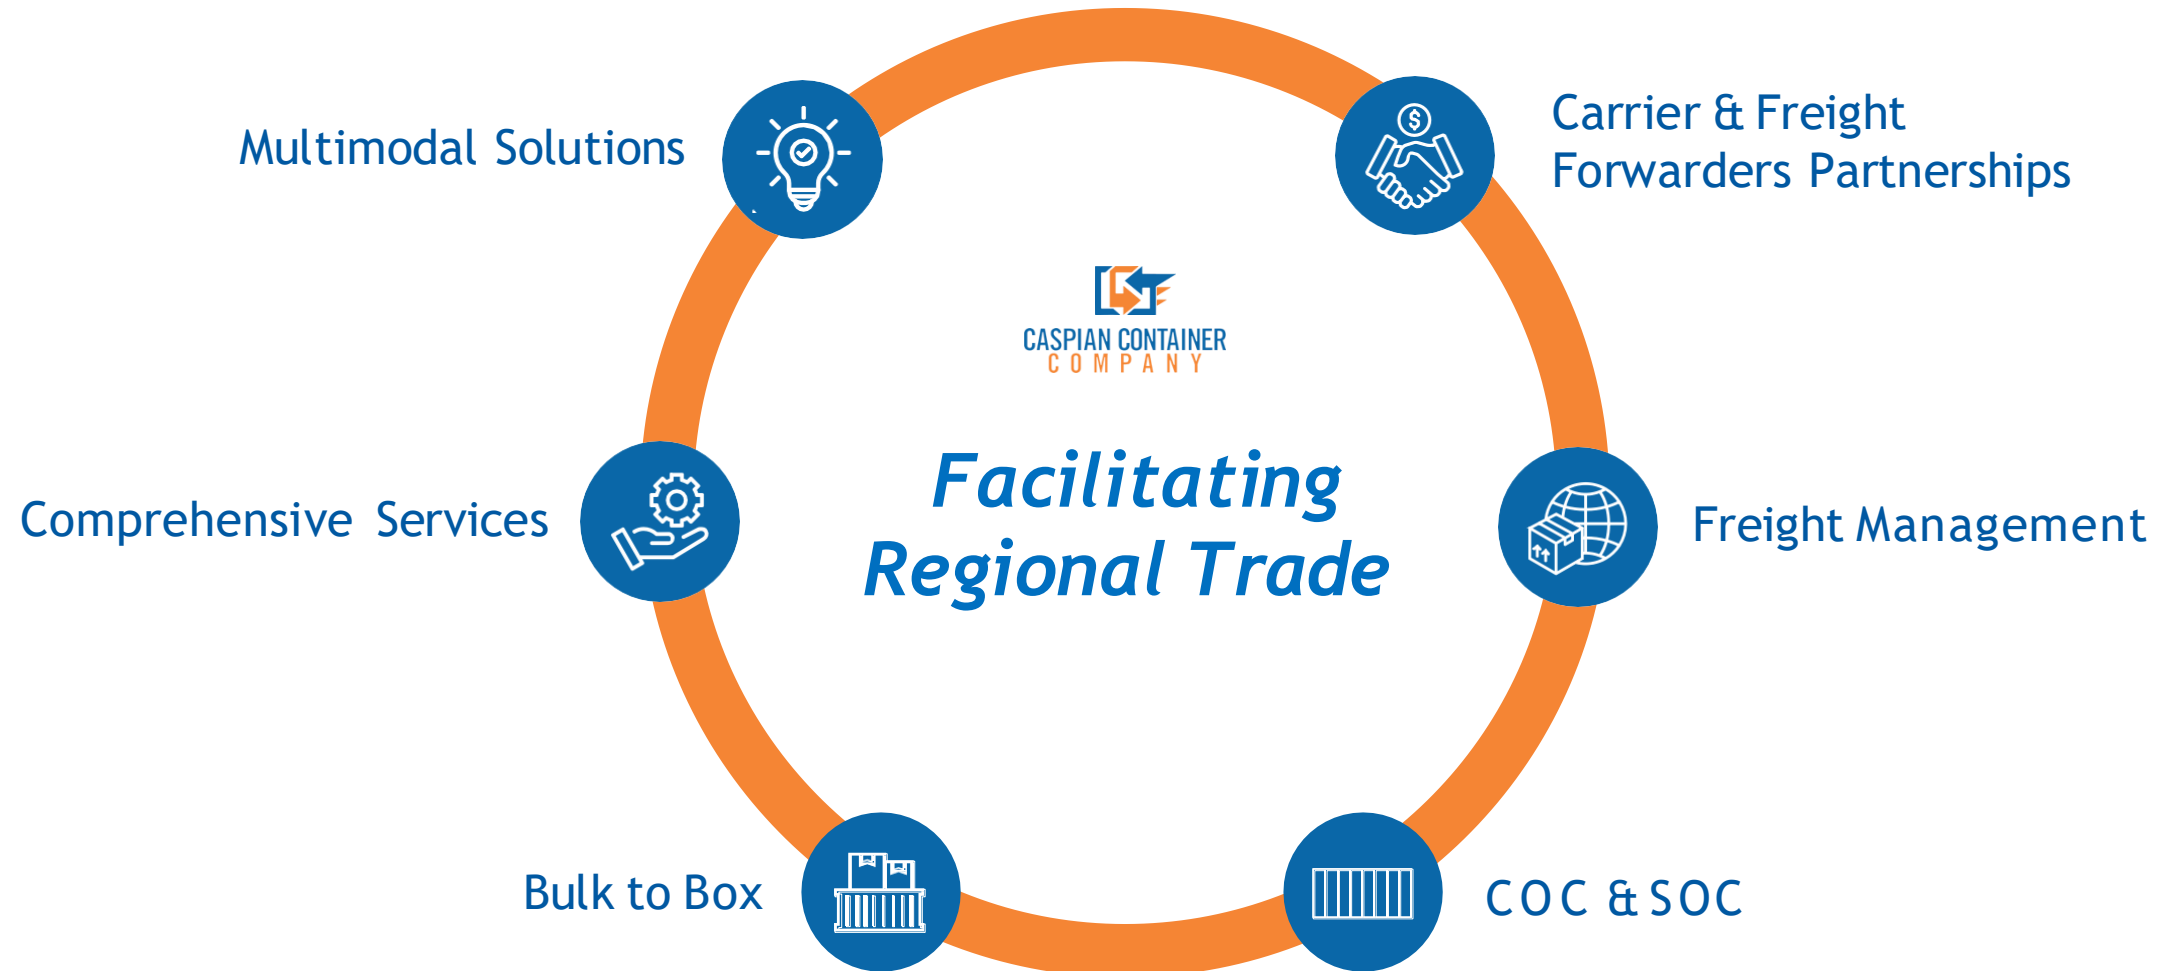 Multimodal Solutions
Carrier & Freight
Forwarders Partnerships
$
CASPIAN CONTAINER
COMPANY
Facilitating
Regional Trade
Comprehensive Services
Freight Management
Bulk to Box
COC & SOC